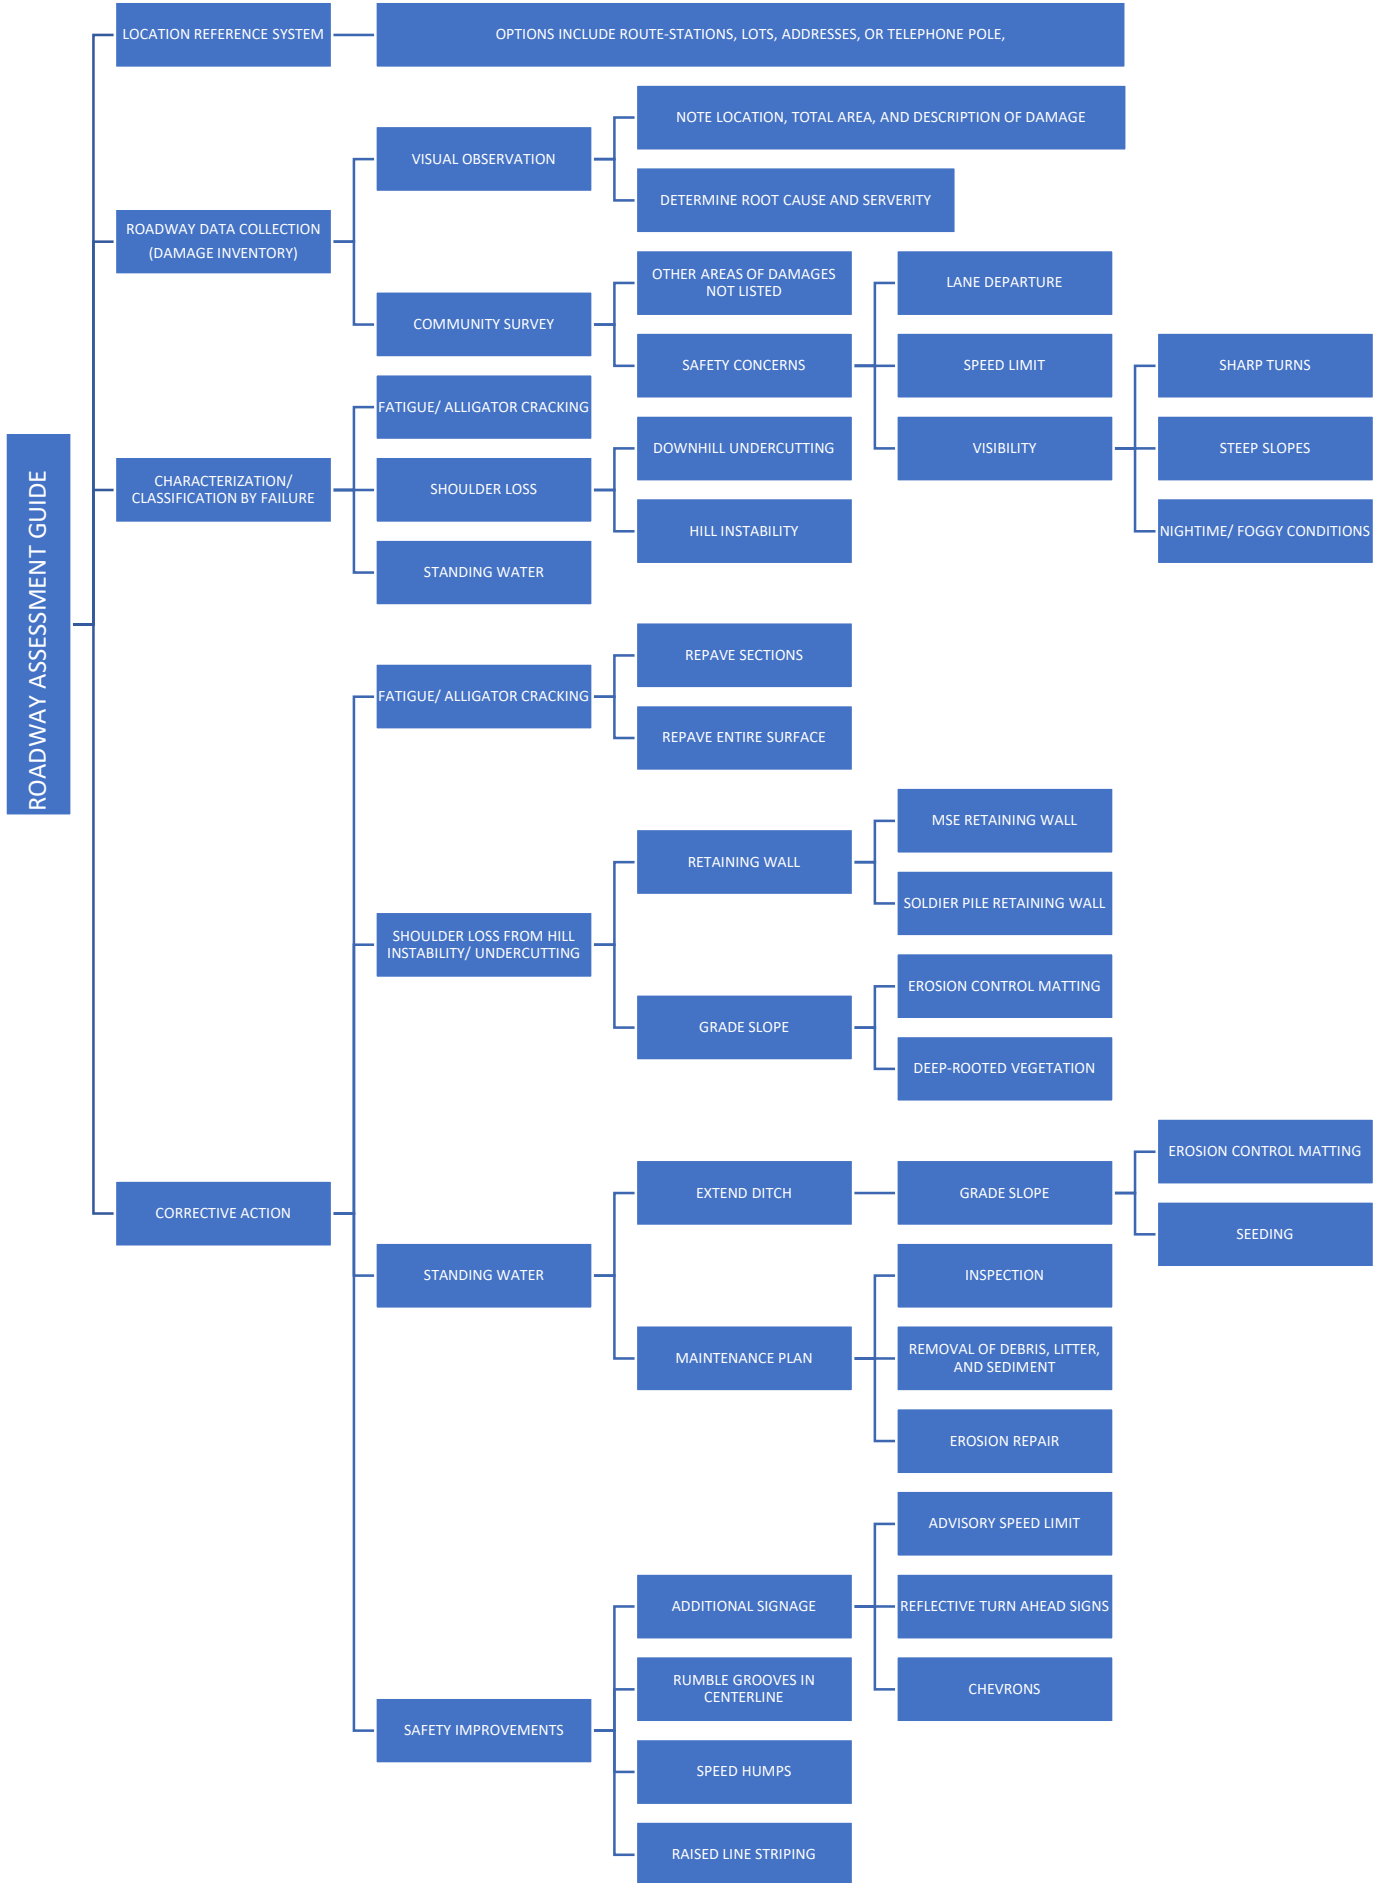 ROADWAY ASSESSMENT GUIDE
LOCATION REFERENCE SYSTEM
OPTIONS INCLUDE ROUTE-STATIONS, LOTS, ADDRESSES, OR TELEPHONE POLE,
ROADWAY DATA COLLECTION
(DAMAGE INVENTORY)
VISUAL OBSERVATION
NOTE LOCATION, TOTAL AREA, AND DESCRIPTION OF DAMAGE
DETERMINE ROOT CAUSE AND SERVERITY
COMMUNITY SURVEY
OTHER AREAS OF DAMAGES
NOT LISTED
SAFETY CONCERNS
LANE DEPARTURE
SPEED LIMIT
VISIBILITY
SHARP TURNS
STEEP SLOPES
NIGHTIME/ FOGGY CONDITIONS
CHARACTERIZATION/
CLASSIFICATION BY FAILURE
FATIGUE/ ALLIGATOR CRACKING
SHOULDER LOSS
DOWNHILL UNDERCUTTING
HILL INSTABILITY
STANDING WATER
CORRECTIVE ACTION
FATIGUE/ ALLIGATOR CRACKING
REPAVE SECTIONS
REPAVE ENTIRE SURFACE
SHOULDER LOSS FROM HILL
INSTABILITY/ UNDERCUTTING
RETAINING WALL
MSE RETAINING WALL
SOLDIER PILE RETAINING WALL
GRADE SLOPE
EROSION CONTROL MATTING
DEEP-ROOTED VEGETATION
STANDING WATER
EXTEND DITCH
GRADE SLOPE
EROSION CONTROL MATTING
SEEDING
MAINTENANCE PLAN
INSPECTION
REMOVAL OF DEBRIS, LITTER,
AND SEDIMENT
EROSION REPAIR
SAFETY IMPROVEMENTS
ADDITIONAL SIGNAGE
ADVISORY SPEED LIMIT
REFLECTIVE TURN AHEAD SIGNS
CHEVRONS
RUMBLE GROOVES IN
CENTERLINE
SPEED HUMPS
RAISED LINE STRIPING